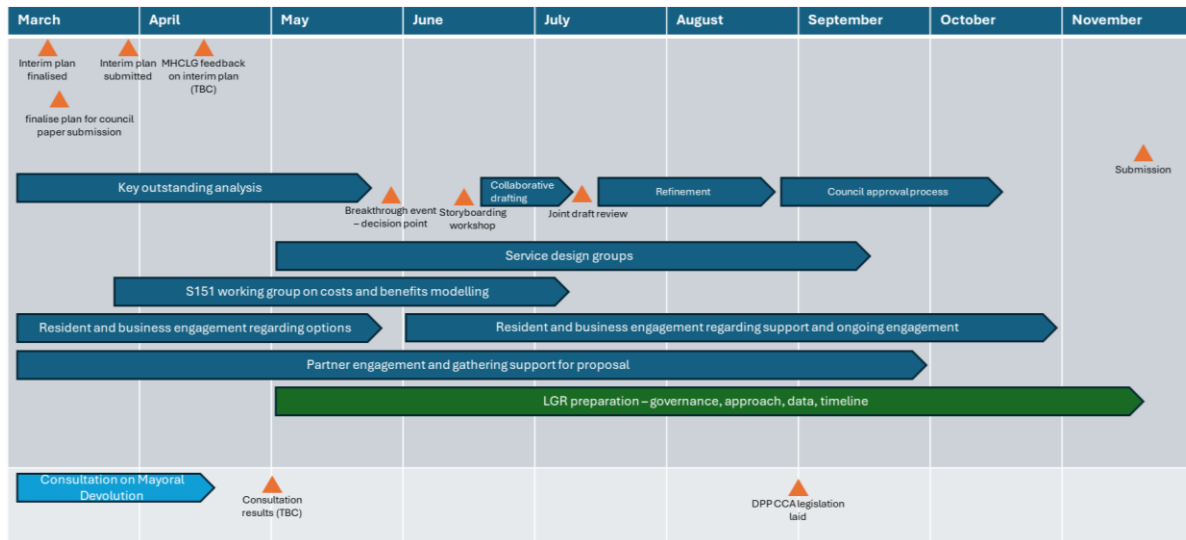 March April May June July August September October November
Interim plan
finalised
Interim plan
submitted
MHCLG feedback
on interim plan
(TBC)
finalise plan for council
paper submission
Submission
Key outstanding analysis
Breakthrough event
– decision point
Storyboarding
workshop
Collaborative
drafting
Joint draft review
Refinement
Council approval process
Service design groups
S151 working group on costs and benefits modelling
Resident and business engagement regarding options
Resident and business engagement regarding support and ongoing engagement
Partner engagement and gathering support for proposal
LGR preparation – governance, approach, data, timeline
Consultation on Mayoral
Devolution
Consultation
results (TBC)
DPP CCA legislation
laid